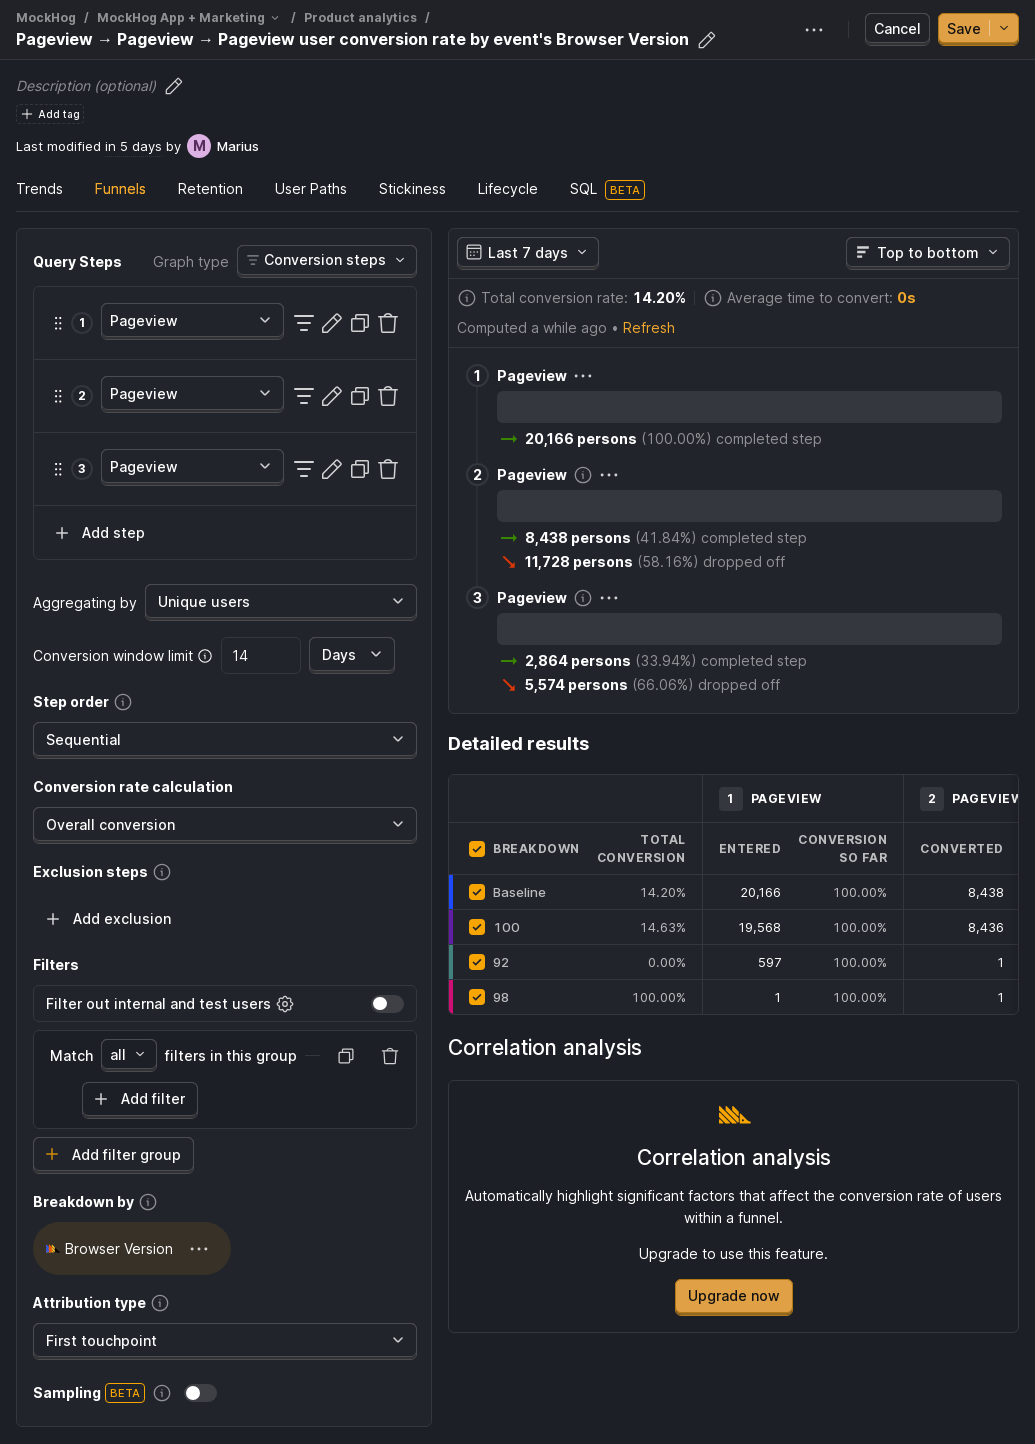 MockHog / MockHog App + Marketing / Product analytics /
Pageview → Pageview → Pageview user conversion rate by event's Browser Version
Cancel
Save
Description (optional)
Add tag
Last modified in 5 days by M Marius
Trends Funnels Retention User Paths Stickiness Lifecycle SQL BETA
Query Steps
Graph type
Conversion steps
1 Pageview
2 Pageview
3 Pageview
Add step
Aggregating by Unique users
Conversion window limit 14 Days
Step order
Sequential
Conversion rate calculation
Overall conversion
Exclusion steps
Add exclusion
Filters
Filter out internal and test users
Match all filters in this group
Add filter
Add filter group
Breakdown by
Browser Version
Attribution type
First touchpoint
Sampling BETA
Last 7 days
Top to bottom
Total conversion rate: 14.20% Average time to convert: 0s
Computed a while ago • Refresh
1 Pageview
20,166 persons (100.00%) completed step
2 Pageview
8,438 persons (41.84%) completed step
11,728 persons (58.16%) dropped off
3 Pageview
2,864 persons (33.94%) completed step
5,574 persons (66.06%) dropped off
Detailed results
1 PAGEVIEW 2 PAGEVIEW
BREAKDOWN TOTAL CONVERSION ENTERED CONVERSION SO FAR CONVERTED
Baseline 14.20% 20,166 100.00% 8,438
100 14.63% 19,568 100.00% 8,436
92 0.00% 597 100.00% 1
98 100.00% 1 100.00% 1
Correlation analysis
Correlation analysis
Automatically highlight significant factors that affect the conversion rate of users
within a funnel.
Upgrade to use this feature.
Upgrade now